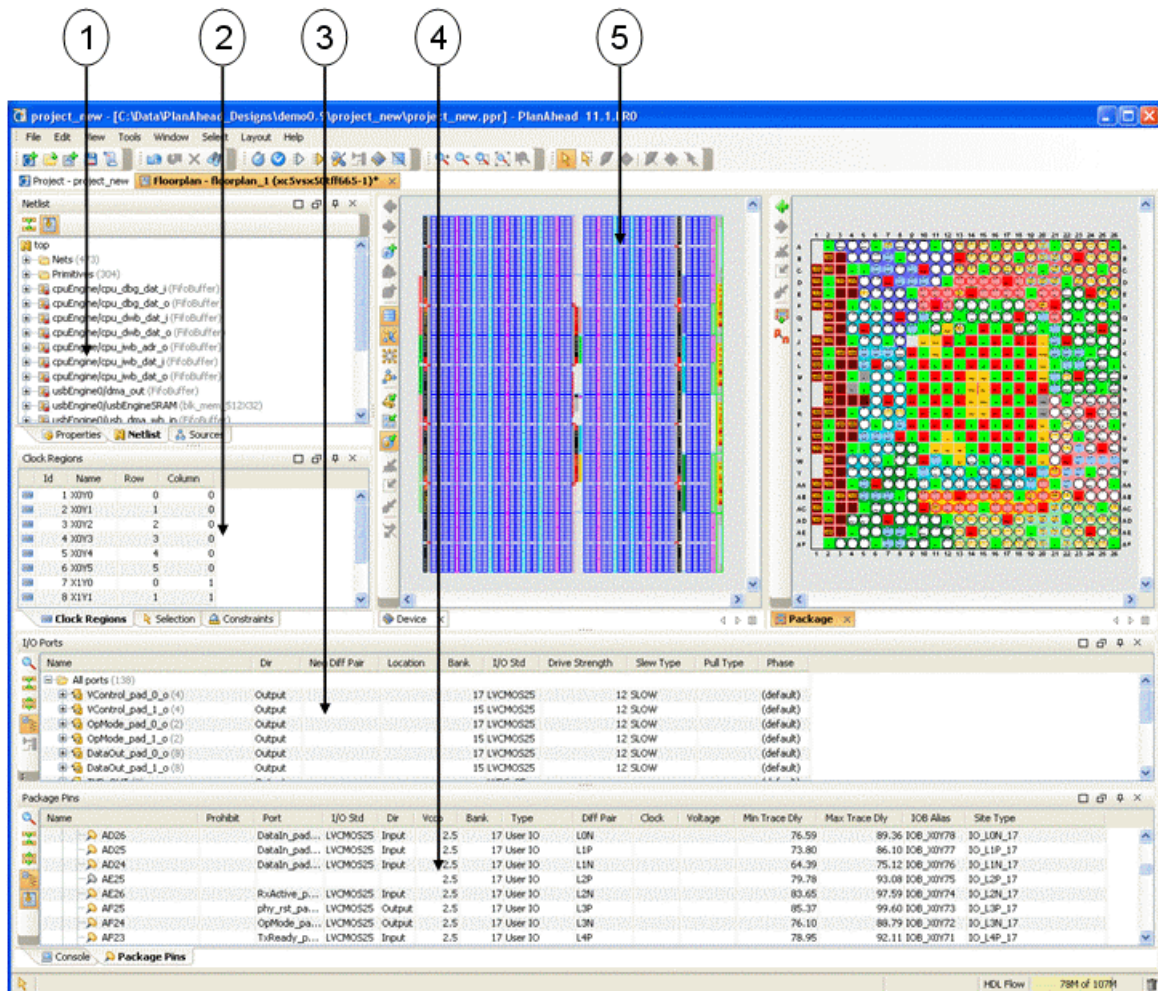 1 2 3 4 5
project_new - [C:\Data\PlanAhead_Designs\demo0.9\project_new\project_new.ppr] - PlanAhead 11.1.
File Edit View Tools Window Select Layout Help
Project - project_new Floorplan - floorplan_1
Netlist
top
Nets (473)
Primitives (304)
cpuEngine/cpu_dbg_dat_i (FifoBuffer)
cpuEngine/cpu_dbg_dat_o (FifoBuffer)
cpuEngine/cpu_dwb_dat_i (FifoBuffer)
cpuEngine/cpu_dwb_dat_o (FifoBuffer)
cpuEngine/cpu_iwb_adr_o (FifoBuffer)
cpuEngine/cpu_iwb_dat_i (FifoBuffer)
cpuEngine/cpu_iwb_dat_o (FifoBuffer)
usbEngine0/dma_out (FifoBuffer)
usbEngine0/usbEngineSRAM
usbEngine0/usb_dma_wb_in
Properties Netlist Sources
Clock Regions
Id Name Row Column
1 X0Y0 0 0
2 X0Y1 1 0
3 X0Y2 2 0
4 X0Y3 3 0
5 X0Y4 4 0
6 X0Y5 5 0
7 X1Y0 0 1
8 X1Y1 1 1
Clock Regions Selection Constraints
Device
Package
I/O Ports
Name Dir Neg Diff Pair Location Bank I/O Std Drive Strength Slew Type Pull Type Phase
All ports (138)
VControl_pad_0_o (4) Output 17 LVCMOS25 12 SLOW (default)
VControl_pad_1_o (4) Output 15 LVCMOS25 12 SLOW (default)
OpMode_pad_0_o (2) Output 17 LVCMOS25 12 SLOW (default)
OpMode_pad_1_o (2) Output 15 LVCMOS25 12 SLOW (default)
DataOut_pad_0_o (8) Output 17 LVCMOS25 12 SLOW (default)
DataOut_pad_1_o (8) Output 15 LVCMOS25 12 SLOW (default)
Package Pins
Name Prohibit Port I/O Std Dir Vcco Bank Type Diff Pair Clock Voltage Min Trace Dly Max Trace Dly IOB Alias Site Type
AD26 DataIn_pad... LVCMOS25 Input 2.5 17 User IO L0N 76.59 89.36 IOB_X0Y78 IO_L0N_17
AD25 DataIn_pad... LVCMOS25 Input 2.5 17 User IO L1P 73.80 86.10 IOB_X0Y77 IO_L1P_17
AD24 DataIn_pad... LVCMOS25 Input 2.5 17 User IO L1N 64.39 75.12 IOB_X0Y76 IO_L1N_17
AE25 2.5 17 User IO L2P 79.78 93.08 IOB_X0Y75 IO_L2P_17
AE26 RxActive_p... LVCMOS25 Input 2.5 17 User IO L2N 83.65 97.59 IOB_X0Y74 IO_L2N_17
AF25 phy_rst_pa... LVCMOS25 Output 2.5 17 User IO L3P 85.37 99.60 IOB_X0Y73 IO_L3P_17
AF24 OpMode_pa... LVCMOS25 Output 2.5 17 User IO L3N 76.10 88.79 IOB_X0Y72 IO_L3N_17
AF23 TxReady_p... LVCMOS25 Input 2.5 17 User IO L4P 78.95 92.11 IOB_X0Y71 IO_L4P_17
Console Package Pins
HDL Flow 78M of 107M